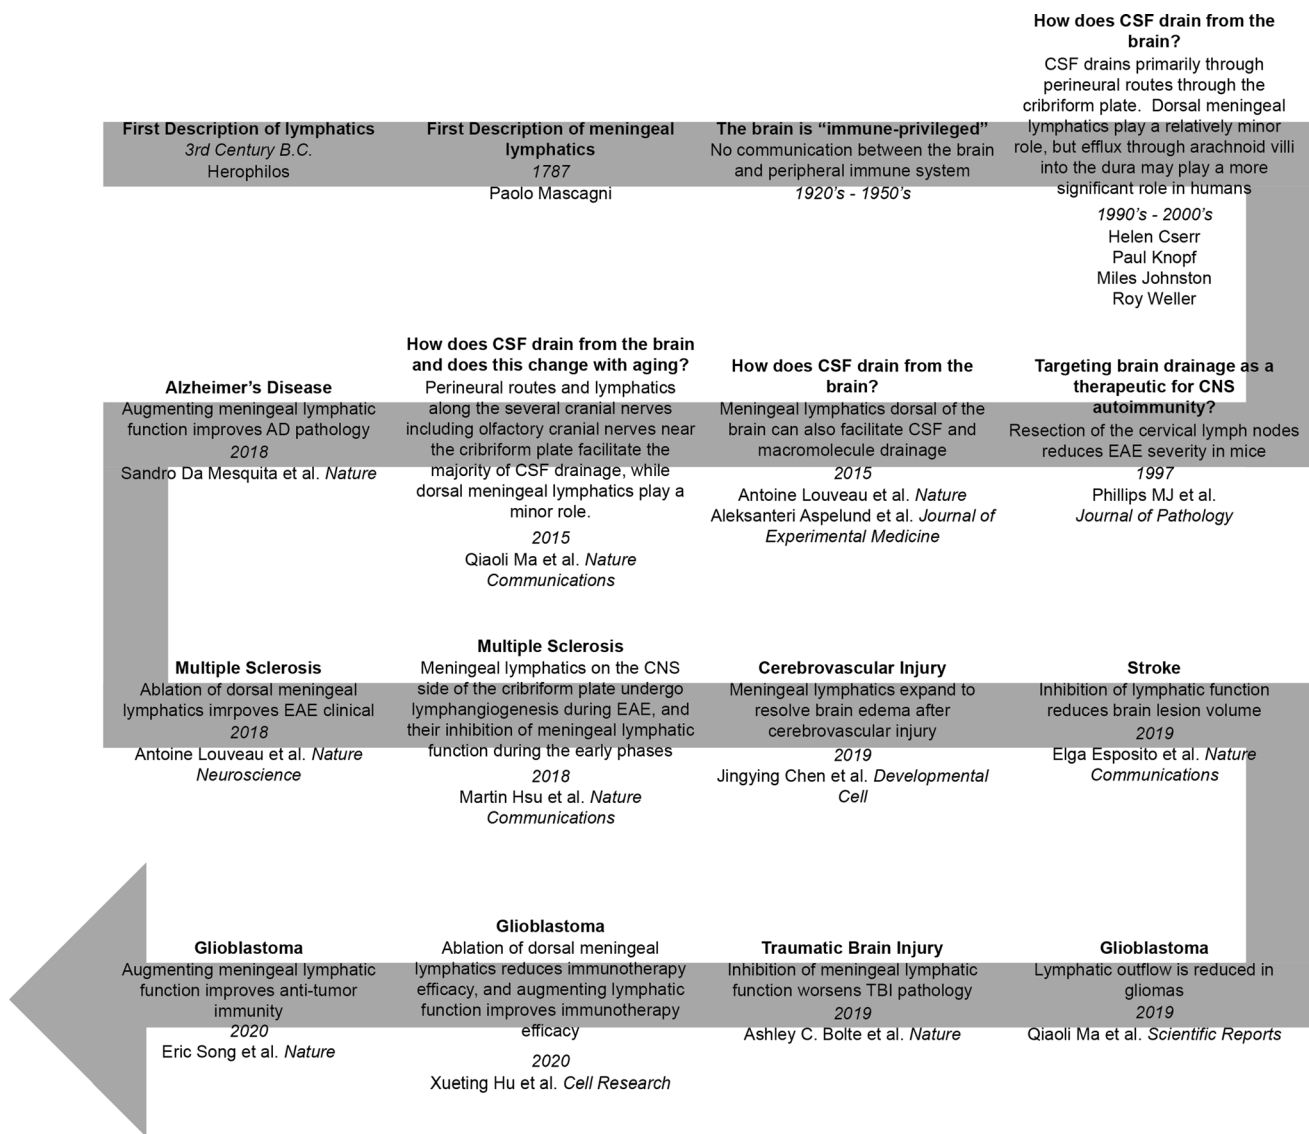 First Description of lymphatics
3rd Century B.C.
Herophilos
First Description of meningeal
lymphatics
1787
Paolo Mascagni
The brain is “immune-privileged”
No communication between the brain
and peripheral immune system
1920’s - 1950’s
How does CSF drain from the
brain?
CSF drains primarily through
perineural routes through the
cribriform plate.  Dorsal meningeal
lymphatics play a relatively minor
role, but efflux through arachnoid villi
into the dura may play a more
significant role in humans
1990’s - 2000’s
Helen Cserr
Paul Knopf
Miles Johnston
Roy Weller
Targeting brain drainage as a
therapeutic for CNS
autoimmunity?
Resection of the cervical lymph nodes
reduces EAE severity in mice
1997
Phillips MJ et al.
Journal of Pathology
How does CSF drain from the
brain?
Meningeal lymphatics dorsal of the
brain can also facilitate CSF and
macromolecule drainage
2015
Antoine Louveau et al. Nature
Aleksanteri Aspelund et al. Journal of
Experimental Medicine
How does CSF drain from the brain
and does this change with aging?
Perineural routes and lymphatics
along the several cranial nerves
including olfactory cranial nerves near
the cribriform plate facilitate the
majority of CSF drainage, while
dorsal meningeal lymphatics play a
minor role.
2015
Qiaoli Ma et al. Nature
Communications
Alzheimer’s Disease
Augmenting meningeal lymphatic
function improves AD pathology
2018
Sandro Da Mesquita et al. Nature
Multiple Sclerosis
Ablation of dorsal meningeal
lymphatics imrpoves EAE clinical
2018
Antoine Louveau et al. Nature
Neuroscience
Multiple Sclerosis
Meningeal lymphatics on the CNS
side of the cribriform plate undergo
lymphangiogenesis during EAE, and
their inhibition of meningeal lymphatic
function during the early phases
2018
Martin Hsu et al. Nature
Communications
Cerebrovascular Injury
Meningeal lymphatics expand to
resolve brain edema after
cerebrovascular injury
2019
Jingying Chen et al. Developmental
Cell
Stroke
Inhibition of lymphatic function
reduces brain lesion volume
2019
Elga Esposito et al. Nature
Communications
Glioblastoma
Lymphatic outflow is reduced in
gliomas
2019
Qiaoli Ma et al. Scientific Reports
Traumatic Brain Injury
Inhibition of meningeal lymphatic
function worsens TBI pathology
2019
Ashley C. Bolte et al. Nature
Glioblastoma
Ablation of dorsal meningeal
lymphatics reduces immunotherapy
efficacy, and augmenting lymphatic
function improves immunotherapy
efficacy
2020
Xueting Hu et al. Cell Research
Glioblastoma
Augmenting meningeal lymphatic
function improves anti-tumor
immunity
2020
Eric Song et al. Nature